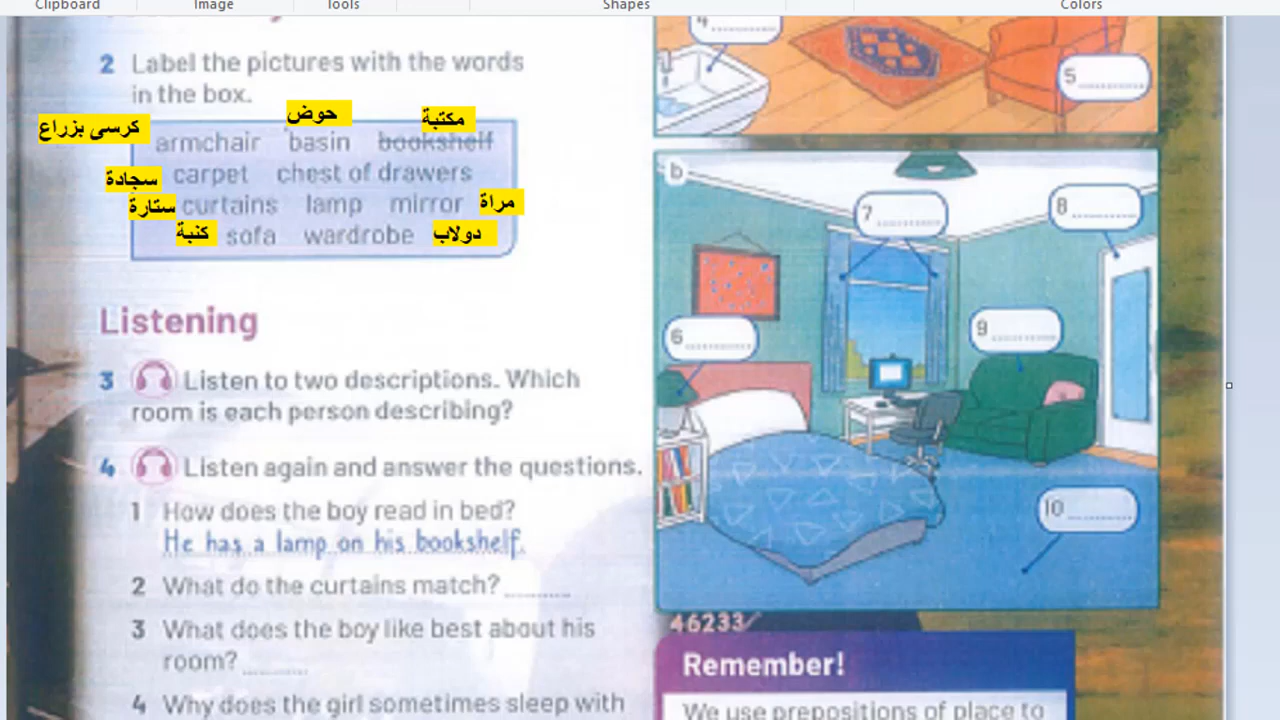 Clipboard Image Tools Shapes Colors
2 Label the pictures with the words
in the box.
كرسى بزراع
حوض
مكتبة
armchair basin bookshelf
سجادة
carpet chest of drawers
ستارة
curtains lamp mirror
مراة
كنبة
sofa wardrobe
دولاب
Listening
3 Listen to two descriptions. Which
room is each person describing?
4 Listen again and answer the questions.
1 How does the boy read in bed?
He has a lamp on his bookshelf.
2 What do the curtains match? ........
3 What does the boy like best about his
room? ........
4 Why does the girl sometimes sleep with
4 ........
5 ........
b
7 ........
8 ........
6 ........
9 ........
10 ........
46233
Remember!
We use prepositions of place to